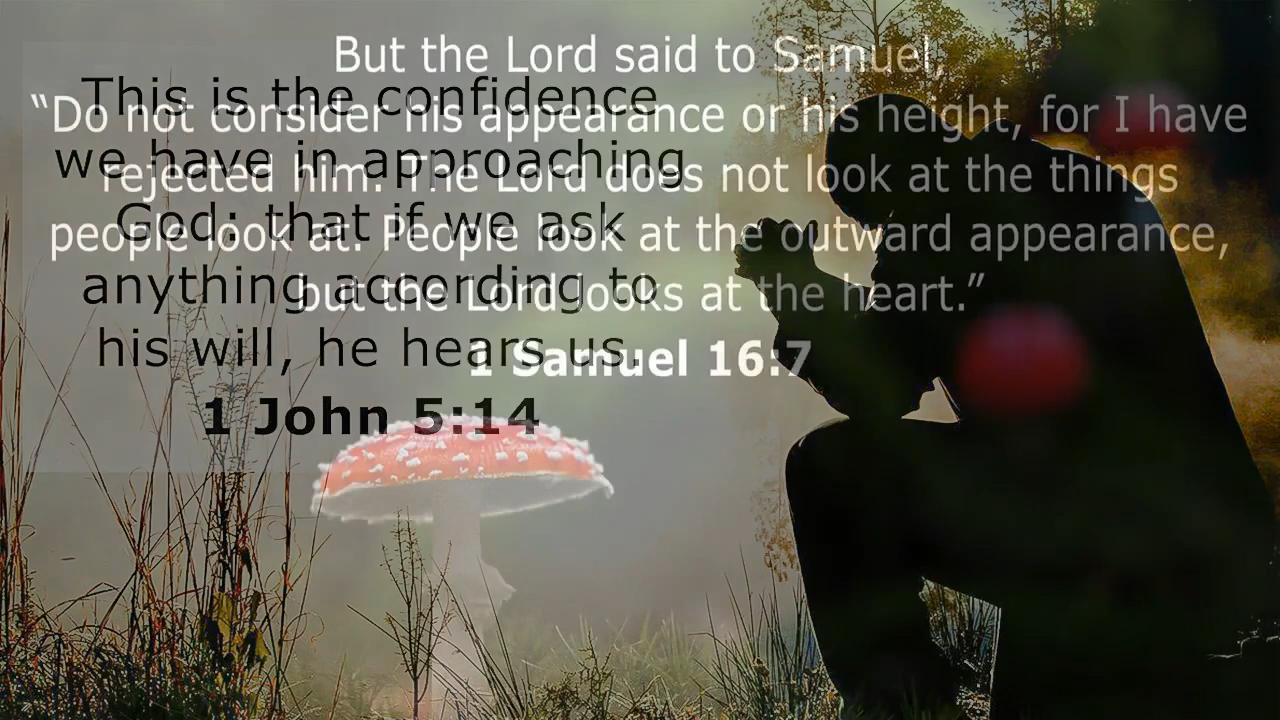 But the Lord said to Samuel,
“Do not consider his appearance or his height, for I have
rejected him. The Lord does not look at the things
people look at. People look at the outward appearance,
but the Lord looks at the heart.”
1 Samuel 16:7
This is the confidence
we have in approaching
God: that if we ask
anything according to
his will, he hears us.
1 John 5:14